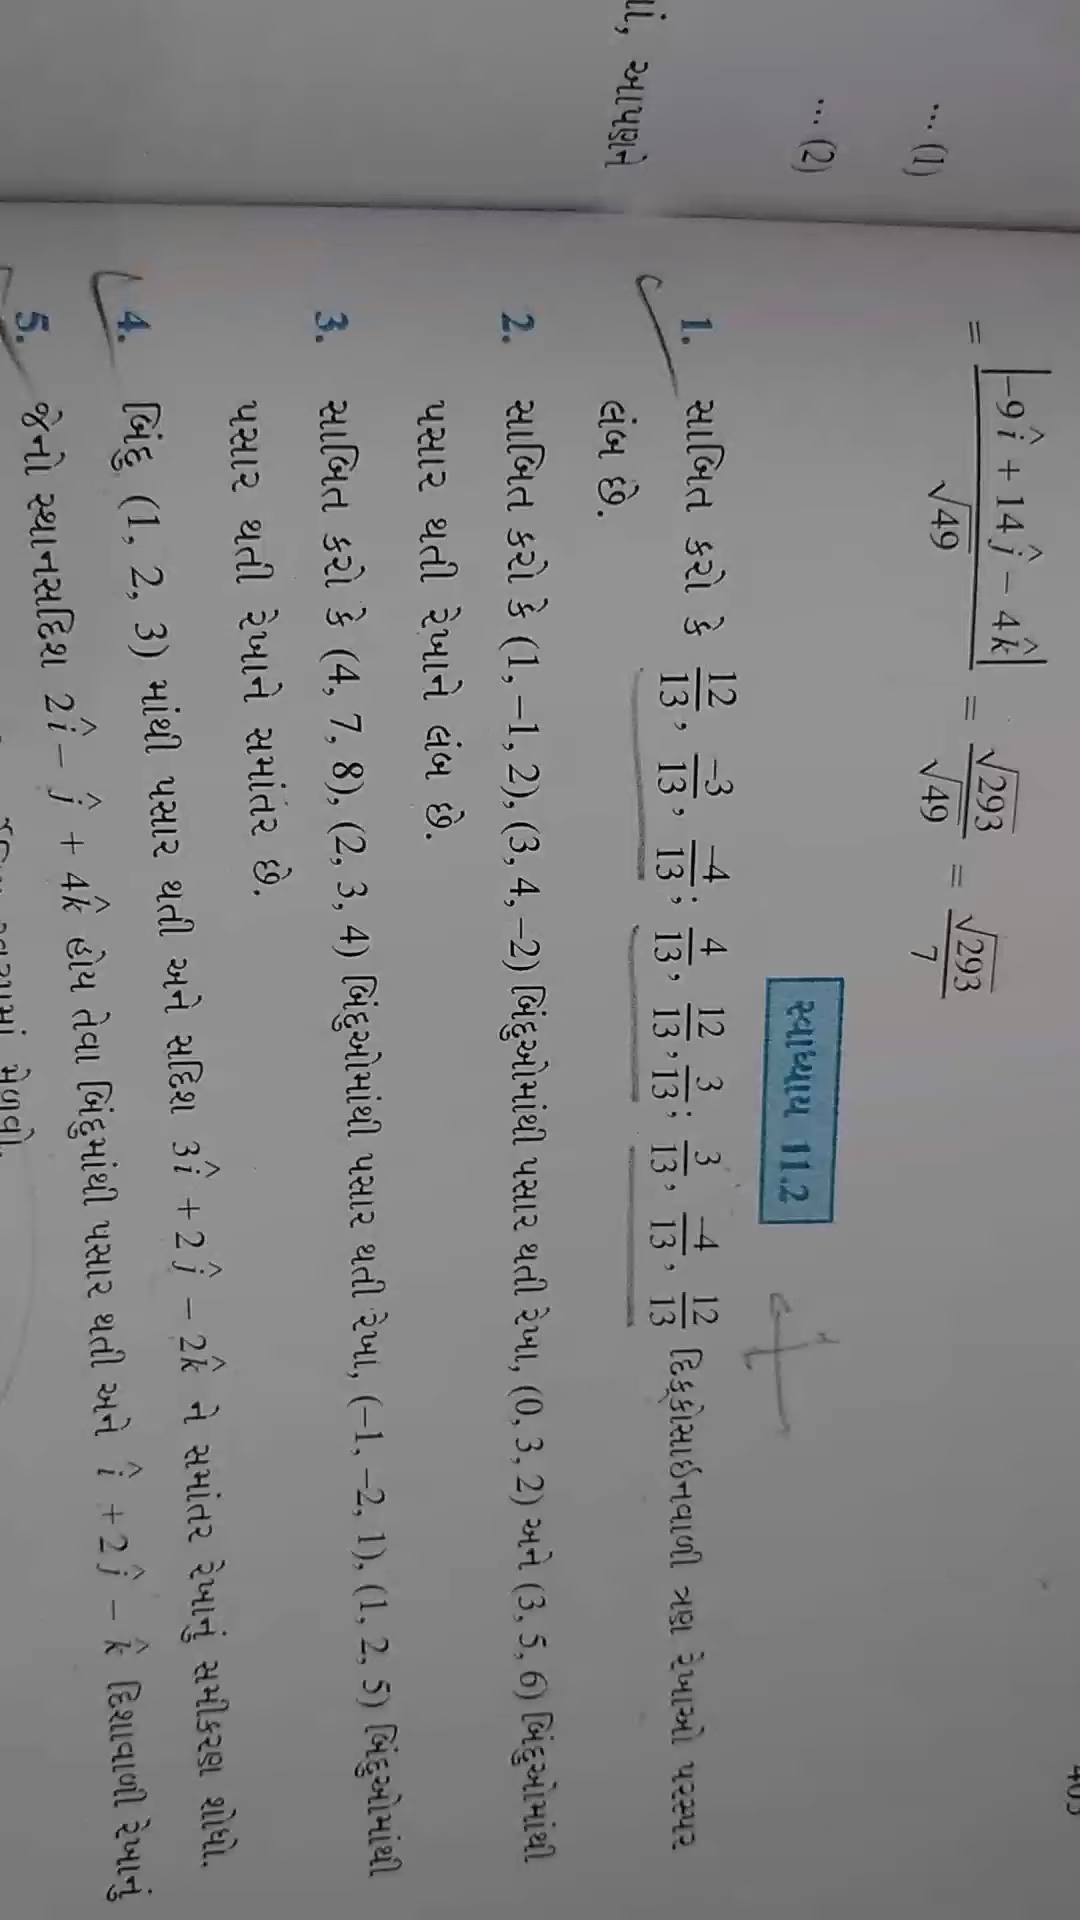 ... (1)
... (2)
આપણને
= |-9î + 14ĵ - 4k̂| / √49 = √293 / √49 = √293 / 7
સ્વાધ્યાય 11.2
1. સાબિત કરો કે 12/13, -3/13, -4/13; 4/13, 12/13, 3/13; 3/13, -4/13, 12/13 દિક્કોસાઈનવાળી ત્રણ રેખાઓ પરસ્પર
લંબ છે.
2. સાબિત કરો કે (1, -1, 2), (3, 4, -2) બિંદુઓમાંથી પસાર થતી રેખા, (0, 3, 2) અને (3, 5, 6) બિંદુઓમાંથી
પસાર થતી રેખાને લંબ છે.
3. સાબિત કરો કે (4, 7, 8), (2, 3, 4) બિંદુઓમાંથી પસાર થતી રેખા, (-1, -2, 1), (1, 2, 5) બિંદુઓમાંથી
પસાર થતી રેખાને સમાંતર છે.
4. બિંદુ (1, 2, 3) માંથી પસાર થતી અને સદિશ 3î + 2ĵ - 2k̂ ને સમાંતર રેખાનું સમીકરણ શોધો.
5. જેનો સ્થાનસદિશ 2î - ĵ + 4k̂ હોય તેવા બિંદુમાંથી પસાર થતી અને î + 2ĵ - k̂ દિશાવાળી રેખાનું